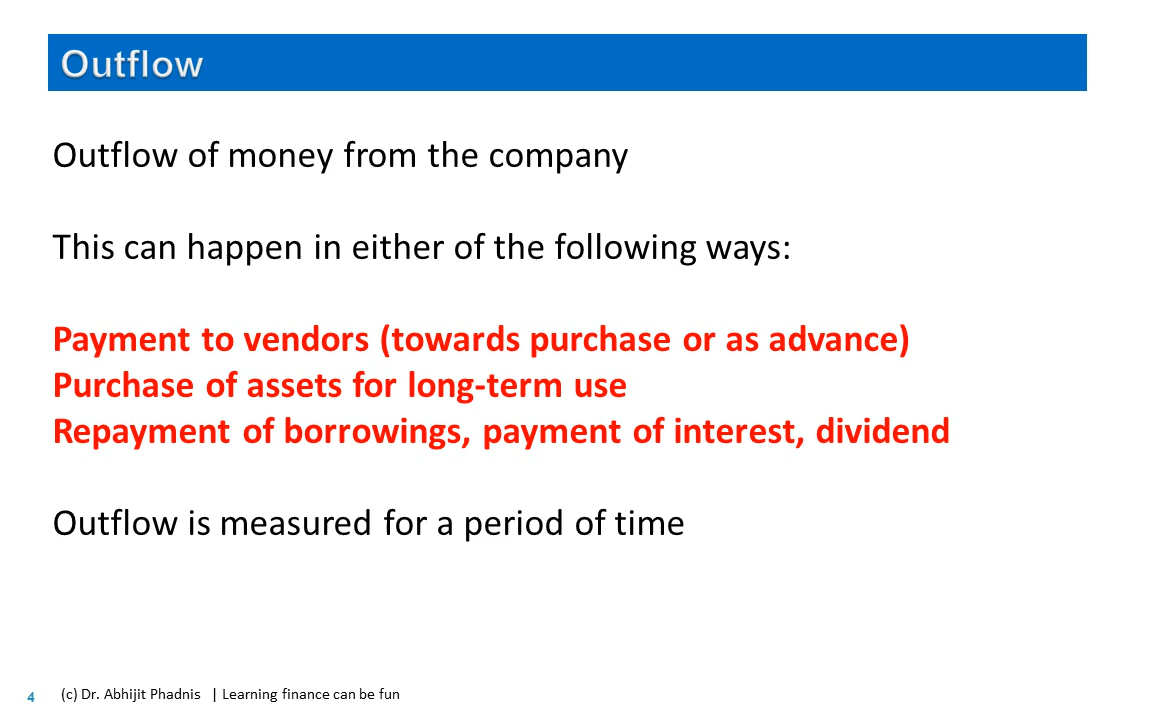 Outflow
Outflow of money from the company
This can happen in either of the following ways:
Payment to vendors (towards purchase or as advance)
Purchase of assets for long-term use
Repayment of borrowings, payment of interest, dividend
Outflow is measured for a period of time
4 (c) Dr. Abhijit Phadnis | Learning finance can be fun